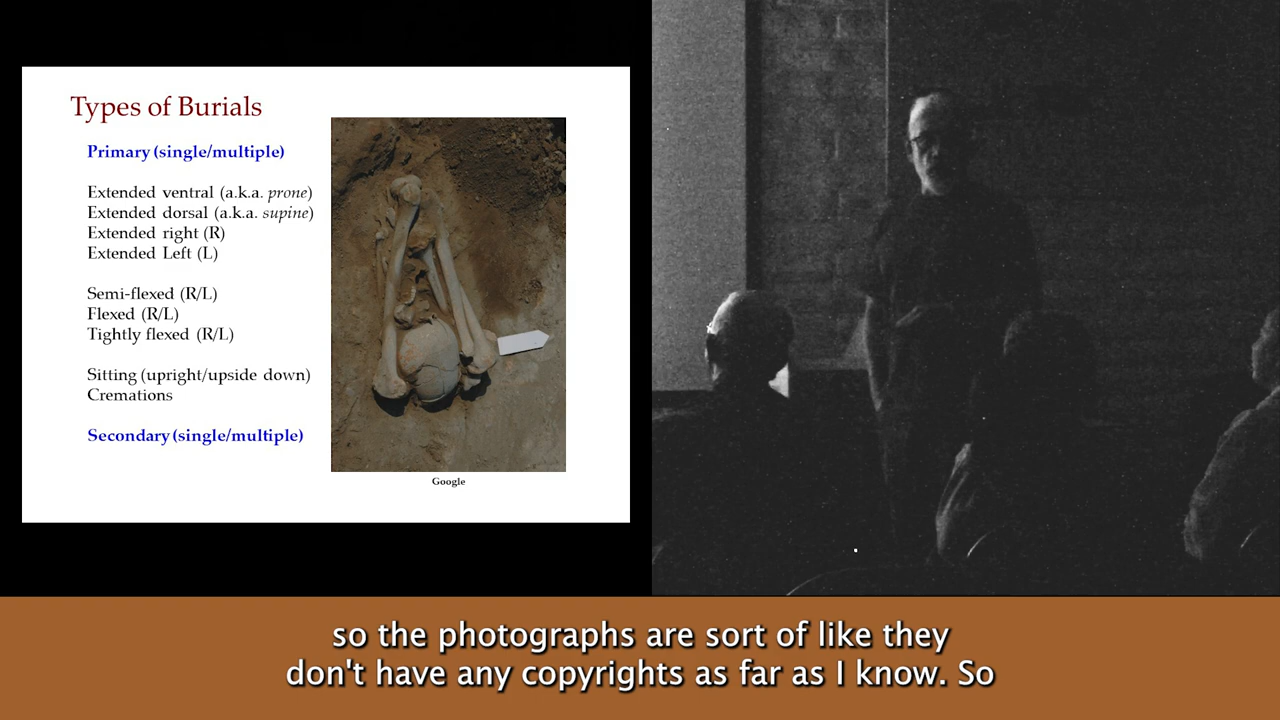 Types of Burials
Primary (single/multiple)
Extended ventral (a.k.a. prone)
Extended dorsal (a.k.a. supine)
Extended right (R)
Extended Left (L)
Semi-flexed (R/L)
Flexed (R/L)
Tightly flexed (R/L)
Sitting (upright/upside down)
Cremations
Secondary (single/multiple)
Google
so the photographs are sort of like they
don't have any copyrights as far as I know. So